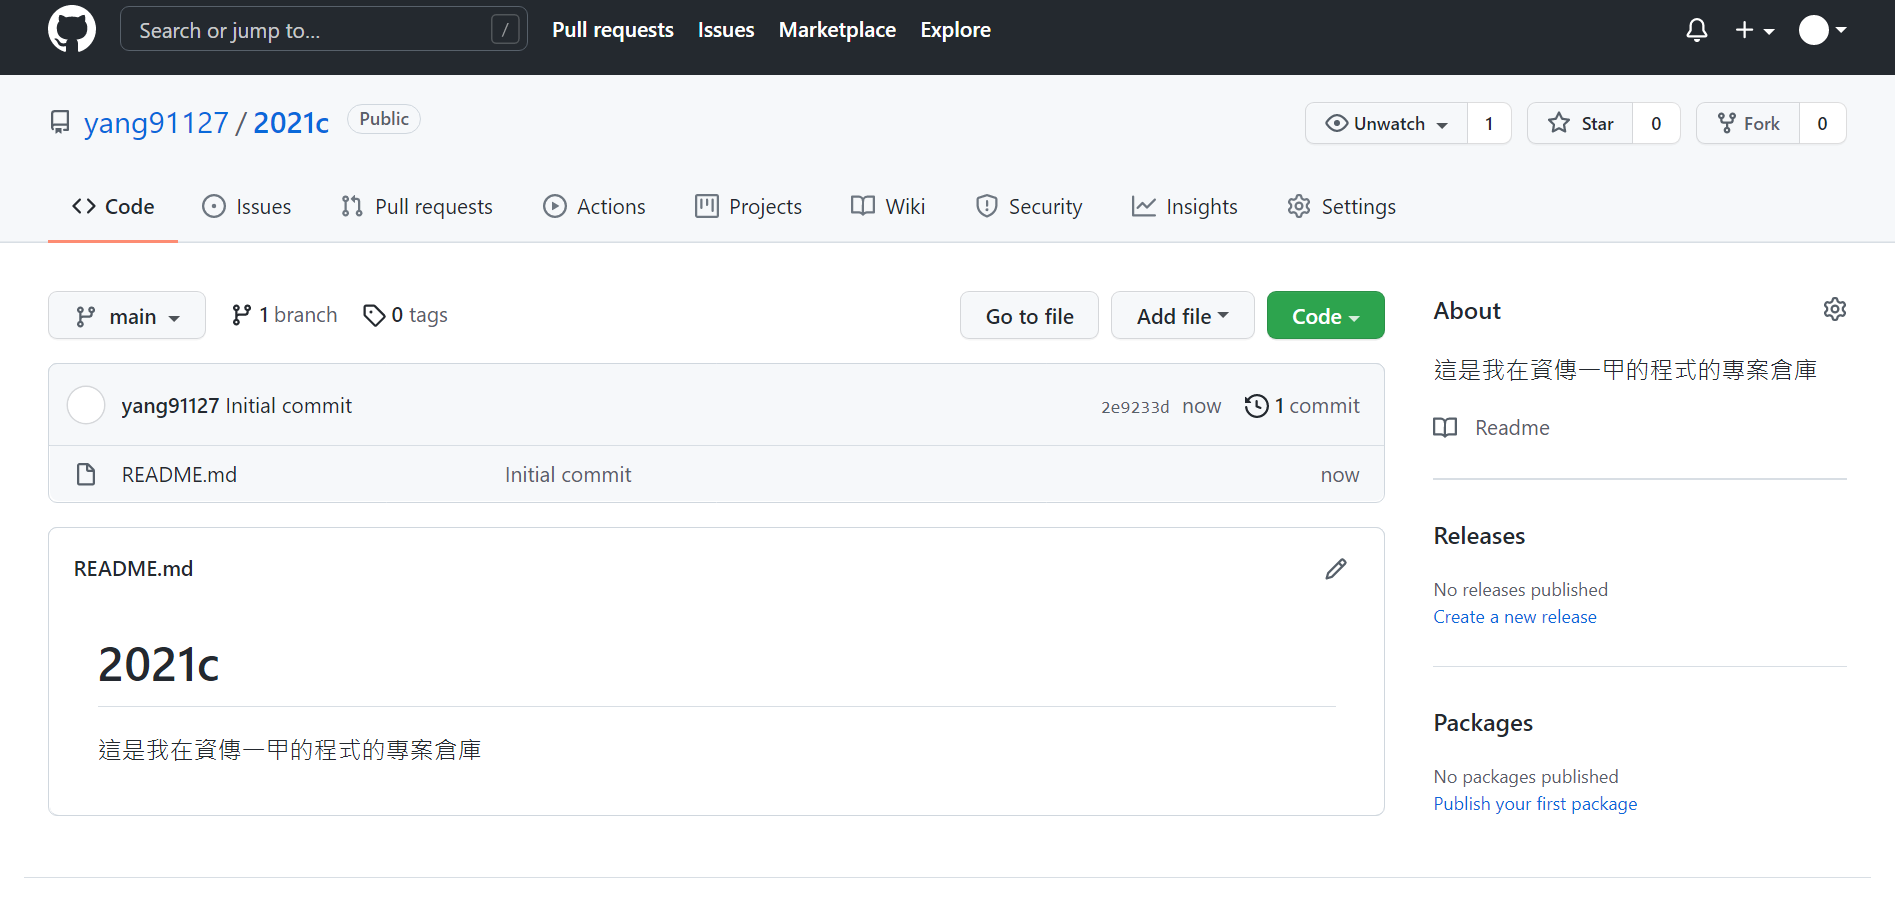 Search or jump to... /
Pull requests Issues Marketplace Explore
yang91127 / 2021c Public
Unwatch 1 Star 0 Fork 0
Code Issues Pull requests Actions Projects Wiki Security Insights Settings
main 1 branch 0 tags Go to file Add file Code
yang91127 Initial commit 2e9233d now 1 commit
README.md Initial commit now
README.md
2021c
這是我在資傳一甲的程式的專案倉庫
About
這是我在資傳一甲的程式的專案倉庫
Readme
Releases
No releases published
Create a new release
Packages
No packages published
Publish your first package